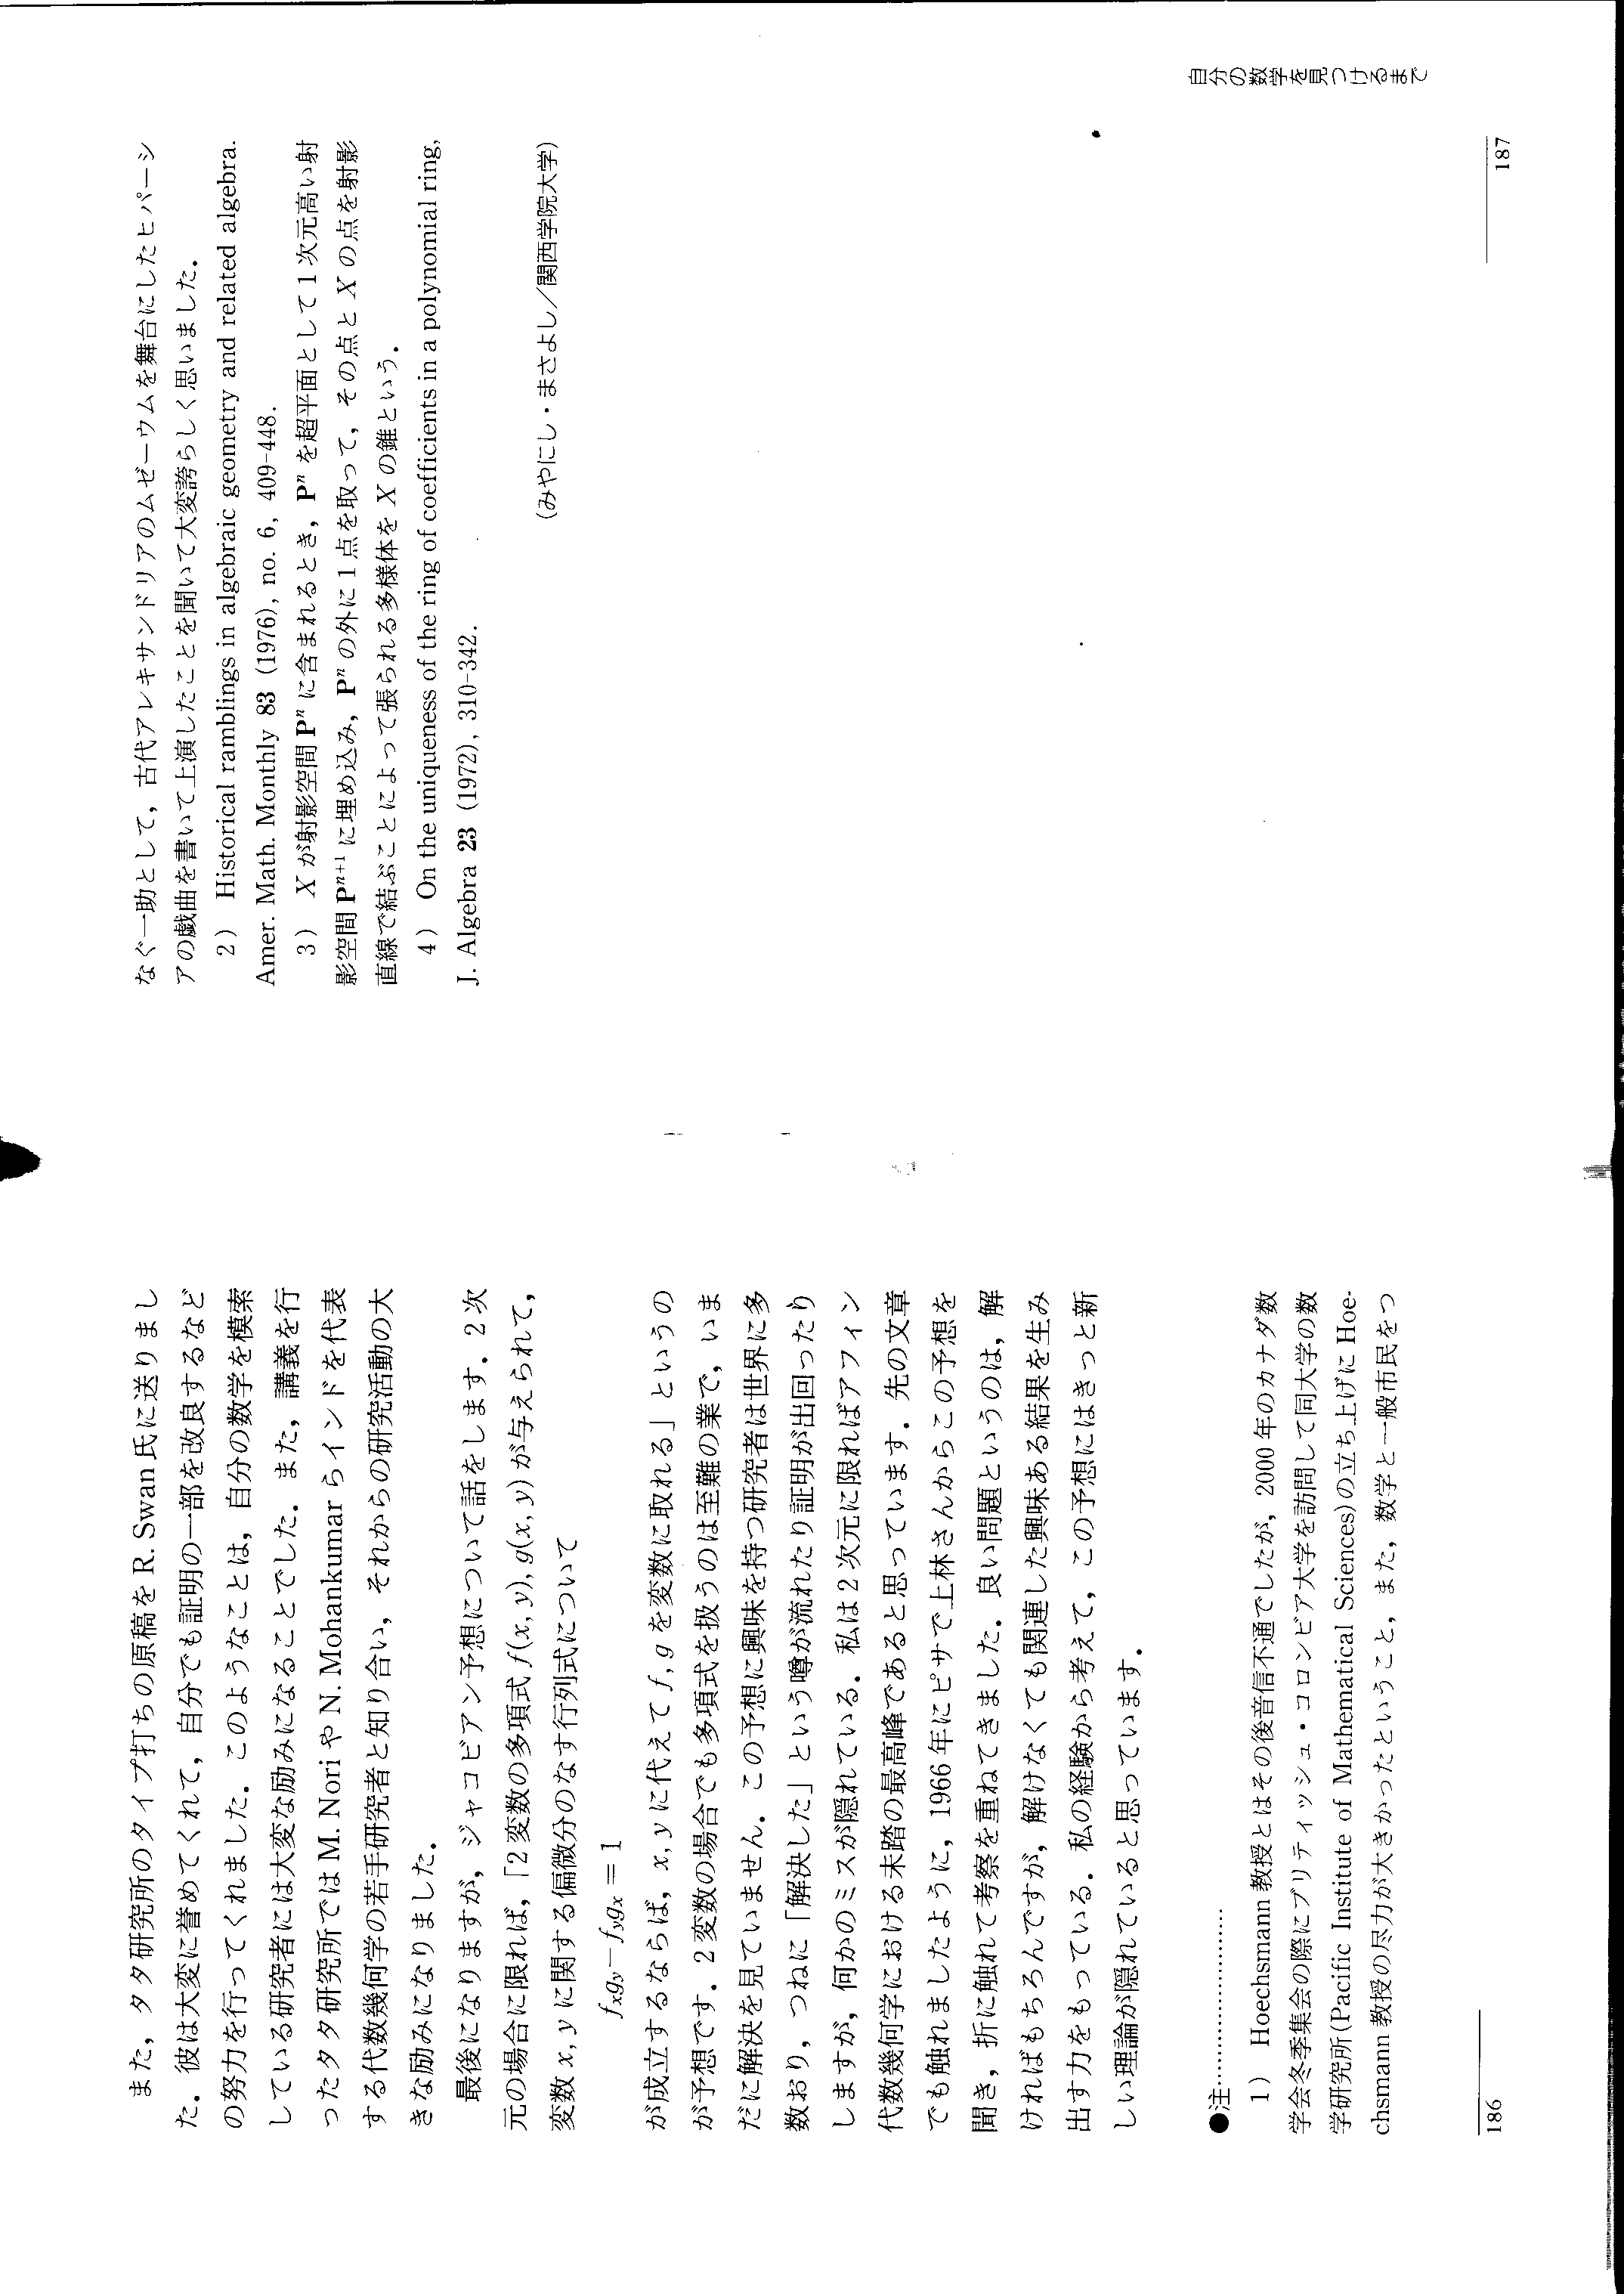 また，タタ研究所のタイプ打ちの原稿を R. Swan 氏に送りまし
た．彼は大変に誉めてくれて，自分でも証明の一部を改良するなど
の努力を行ってくれました．このようなことは，自分の数学を模索
している研究者には大変な励みになることでした．また，講義を行
ったタタ研究所では M. Nori や N. Mohankumar らインドを代表
する代数幾何学の若手研究者と知り合い，それからの研究活動の大
きな励みになりました．
最後になりますが，ジャコビアン予想について話をします．2 次
元の場合に限れば，「2 変数の多項式 f(x, y), g(x, y) が与えられて，
変数 x, y に関する偏微分のなす行列式について
fxgy − fygx = 1
が成立するならば，x, y に代えて f, g を変数に取れる」というの
が予想です．2 変数の場合でも多項式を扱うのは至難の業で，いま
だに解決を見ていません．この予想に興味を持つ研究者は世界に多
数おり，つねに「解決した」という噂が流れたり証明が出回ったり
しますが，何かのミスが隠れている．私は 2 次元に限ればアフィン
代数幾何学における未踏の最高峰であると思っています．先の文章
でも触れましたように，1966 年にピサで上林さんからこの予想を
聞き，折に触れて考察を重ねてきました．良い問題というのは，解
ければもちろんですが，解けなくても関連した興味ある結果を生み
出す力をもっている．私の経験から考えて，この予想にはきっと新
しい理論が隠れていると思っています．
●注……………………
1） Hoechsmann 教授とはその後音信不通でしたが，2000 年のカナダ数
学会冬季集会の際にブリティッシュ・コロンビア大学を訪問して同大学の数
学研究所(Pacific Institute of Mathematical Sciences)の立ち上げに Hoe-
chsmann 教授の尽力が大きかったということ，また，数学と一般市民をつ
186
なぐ一助として，古代アレキサンドリアのムゼーウムを舞台にしたヒパーシ
アの戯曲を書いて上演したことを聞いて大変誇らしく思いました．
2） Historical ramblings in algebraic geometry and related algebra.
Amer. Math. Monthly 83 (1976), no. 6, 409-448.
3） X が射影空間 Pⁿ に含まれるとき，Pⁿ を超平面として 1 次元高い射
影空間 Pⁿ⁺¹ に埋め込み，Pⁿ の外に 1 点を取って，その点と X の点を射影
直線で結ぶことによって張られる多様体を X の錐という．
4） On the uniqueness of the ring of coefficients in a polynomial ring,
J. Algebra 23 (1972), 310-342.
(みやにし・まさよし／関西学院大学)
自分の数学を見つけるまで
187